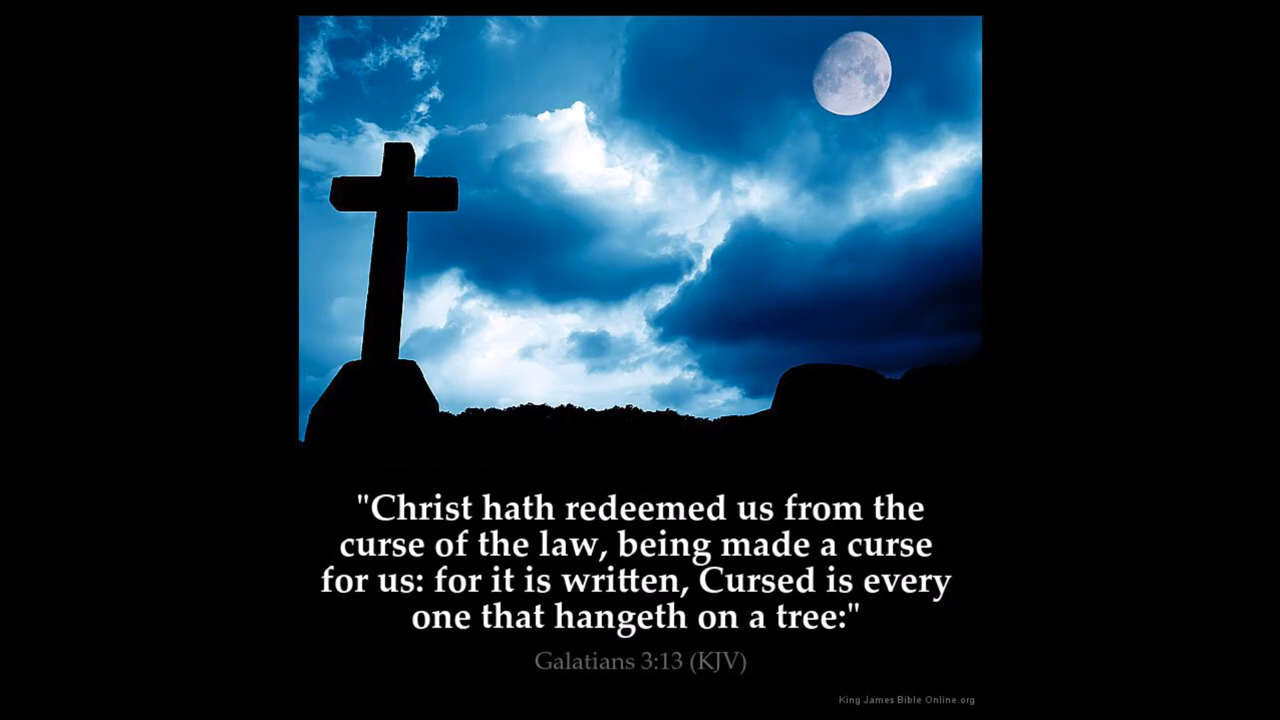 "Christ hath redeemed us from the
curse of the law, being made a curse
for us: for it is written, Cursed is every
one that hangeth on a tree:"
Galatians 3:13 (KJV)
King James Bible Online.org